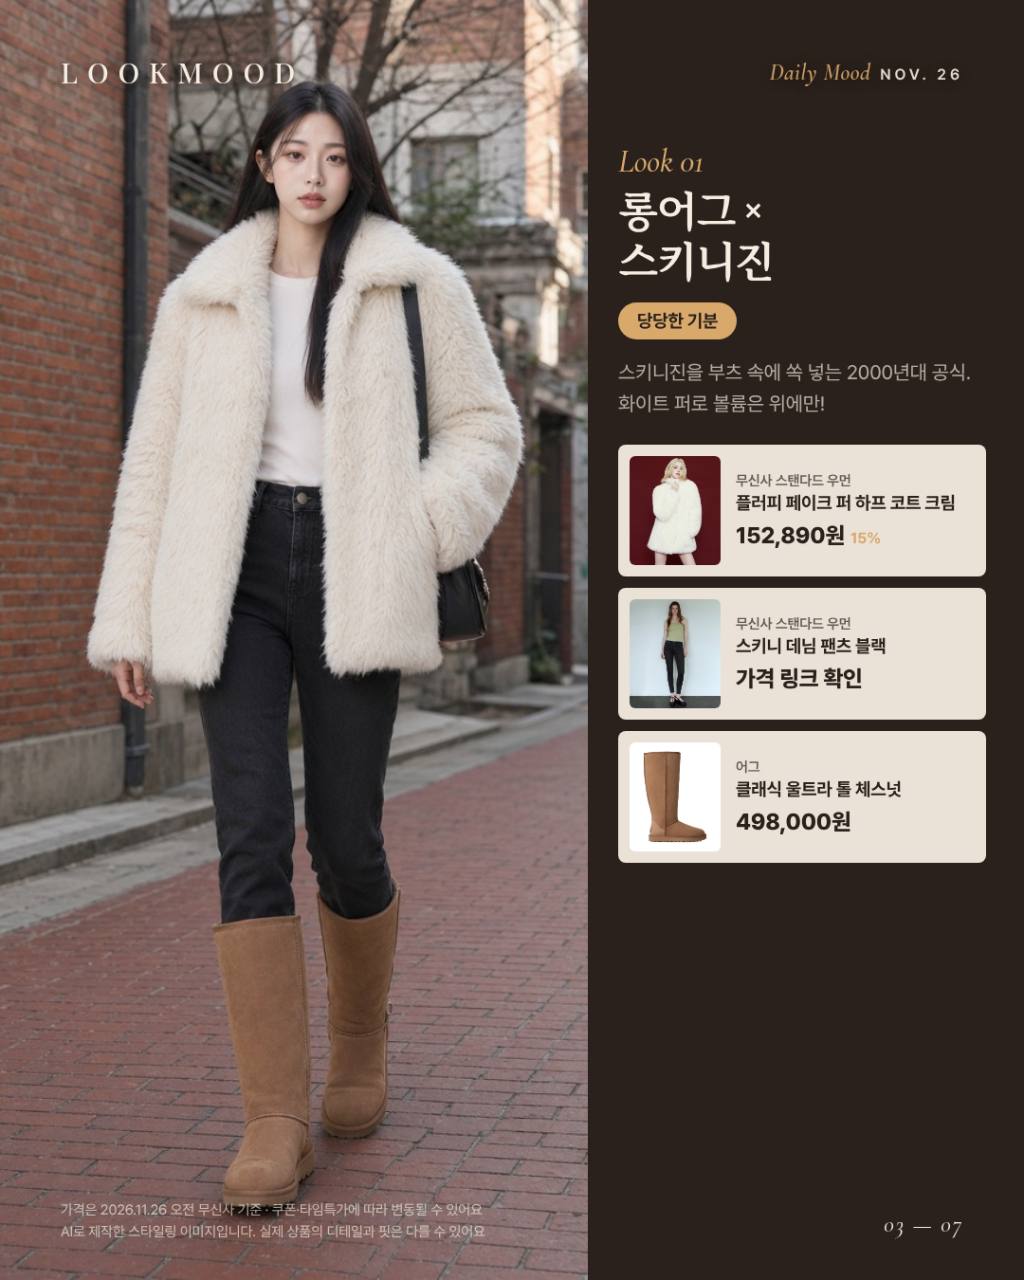 LOOKMOOD
Daily Mood NOV. 26
Look 01
롱어그 ×
스키니진
당당한 기분
스키니진을 부츠 속에 쏙 넣는 2000년대 공식.
화이트 퍼로 볼륨은 위에만!
무신사 스탠다드 우먼
플러피 페이크 퍼 하프 코트 크림
152,890원 15%
무신사 스탠다드 우먼
스키니 데님 팬츠 블랙
가격 링크 확인
어그
클래식 울트라 톨 체스넛
498,000원
가격은 2026.11.26 오전 무신사 기준 · 쿠폰·타임특가에 따라 변동될 수 있어요
AI로 제작한 스타일링 이미지입니다. 실제 상품의 디테일과 핏은 다를 수 있어요
03 — 07